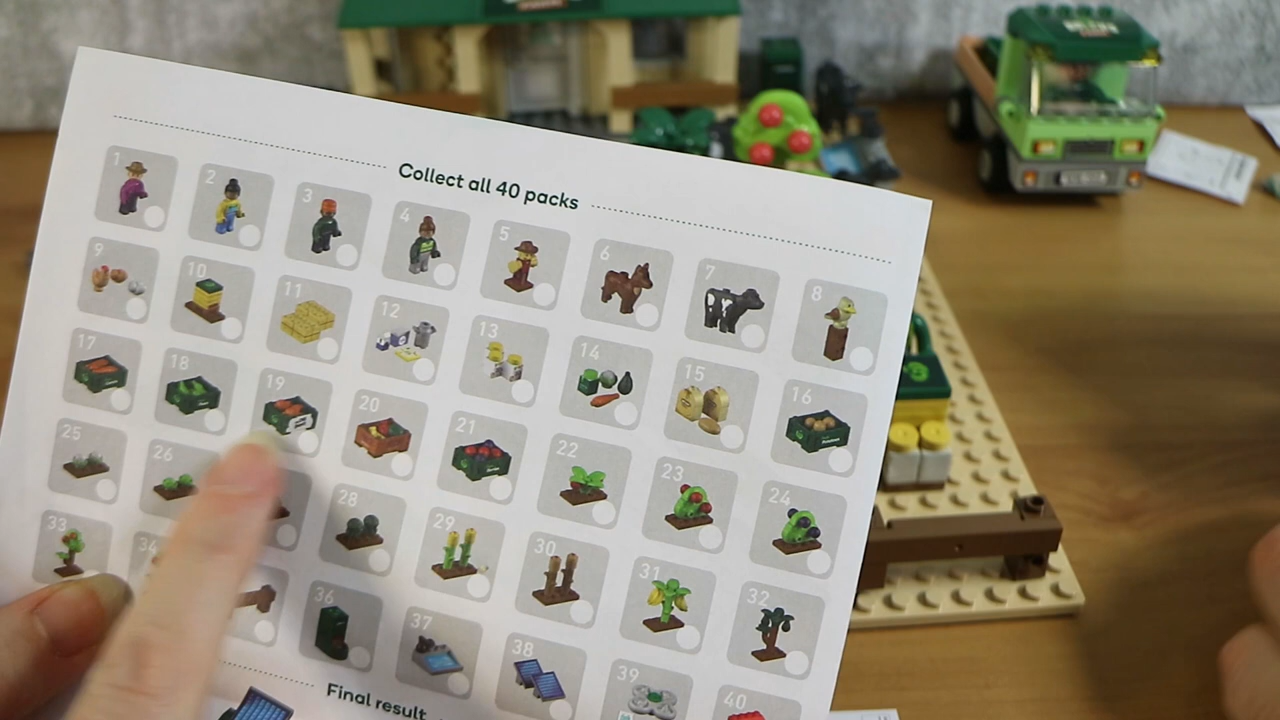 Collect all 40 packs
1 2 3 4 5 6 7 8
9 10 11 12 13 14 15 16
17 18 19 20 21 22 23 24
25 26 28 29 30 31 32
33 34 36 37 38 39 40
Final result